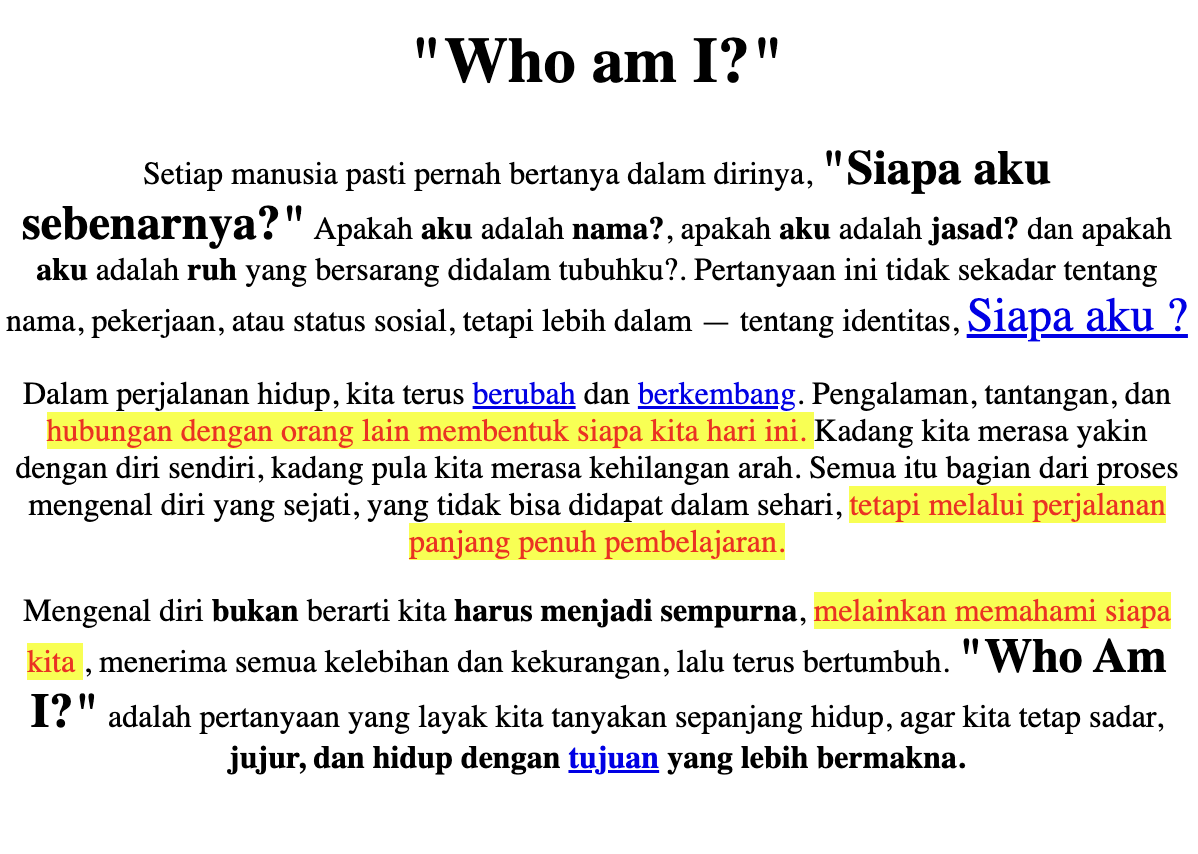 "Who am I?"
Setiap manusia pasti pernah bertanya dalam dirinya, "Siapa aku
sebenarnya?" Apakah aku adalah nama?, apakah aku adalah jasad? dan apakah
aku adalah ruh yang bersarang didalam tubuhku?. Pertanyaan ini tidak sekadar tentang
nama, pekerjaan, atau status sosial, tetapi lebih dalam — tentang identitas, Siapa aku ?
Dalam perjalanan hidup, kita terus berubah dan berkembang. Pengalaman, tantangan, dan
hubungan dengan orang lain membentuk siapa kita hari ini. Kadang kita merasa yakin
dengan diri sendiri, kadang pula kita merasa kehilangan arah. Semua itu bagian dari proses
mengenal diri yang sejati, yang tidak bisa didapat dalam sehari, tetapi melalui perjalanan
panjang penuh pembelajaran.
Mengenal diri bukan berarti kita harus menjadi sempurna, melainkan memahami siapa
kita , menerima semua kelebihan dan kekurangan, lalu terus bertumbuh. "Who Am
I?" adalah pertanyaan yang layak kita tanyakan sepanjang hidup, agar kita tetap sadar,
jujur, dan hidup dengan tujuan yang lebih bermakna.